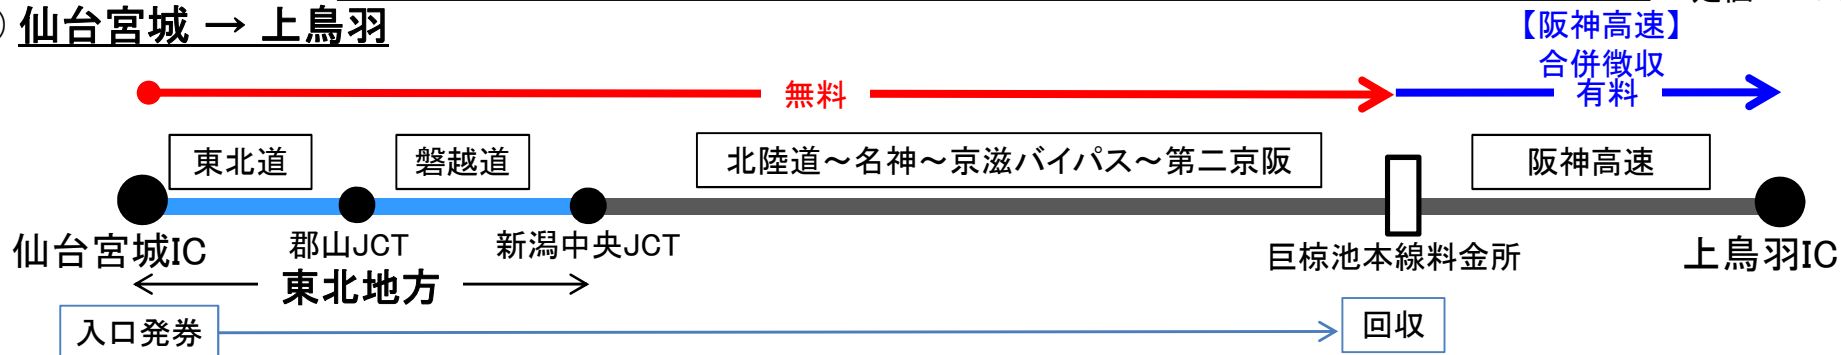 仙台宮城 → 上鳥羽
【阪神高速】
合併徴収
無料
有料
東北道
磐越道
北陸道～名神～京滋バイパス～第二京阪
阪神高速
仙台宮城IC
郡山JCT
新潟中央JCT
巨椋池本線料金所
上鳥羽IC
東北地方
入口発券
回収